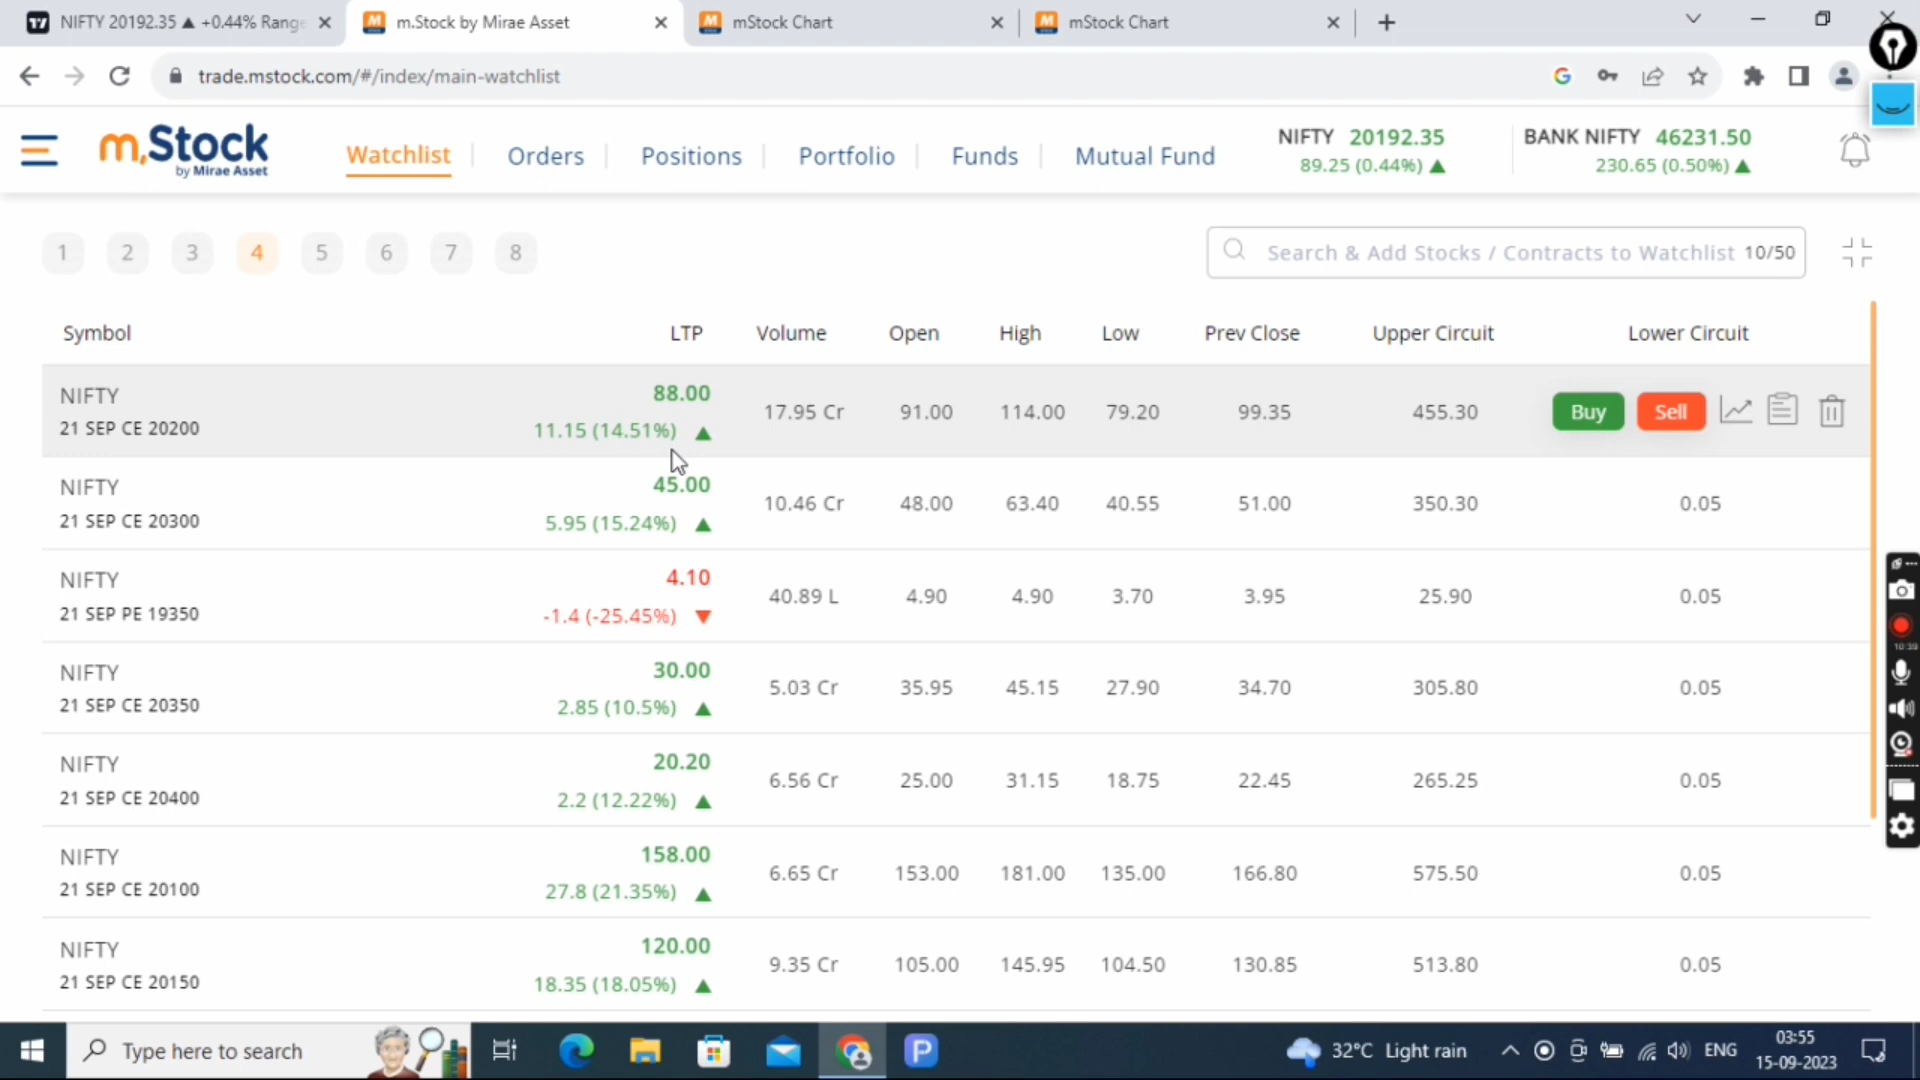 NIFTY 20192.35 ▲ +0.44% Range
m.Stock by Mirae Asset
mStock Chart
mStock Chart
trade.mstock.com/#/index/main-watchlist
m.Stock
by Mirae Asset
Watchlist Orders Positions Portfolio Funds Mutual Fund
NIFTY 20192.35
89.25 (0.44%) ▲
BANK NIFTY 46231.50
230.65 (0.50%) ▲
1 2 3 4 5 6 7 8
Search & Add Stocks / Contracts to Watchlist 10/50
Symbol LTP Volume Open High Low Prev Close Upper Circuit Lower Circuit
NIFTY 88.00
21 SEP CE 20200 11.15 (14.51%) ▲ 17.95 Cr 91.00 114.00 79.20 99.35 455.30 Buy Sell
NIFTY 45.00
21 SEP CE 20300 5.95 (15.24%) ▲ 10.46 Cr 48.00 63.40 40.55 51.00 350.30 0.05
NIFTY 4.10
21 SEP PE 19350 -1.4 (-25.45%) ▼ 40.89 L 4.90 4.90 3.70 3.95 25.90 0.05
NIFTY 30.00
21 SEP CE 20350 2.85 (10.5%) ▲ 5.03 Cr 35.95 45.15 27.90 34.70 305.80 0.05
NIFTY 20.20
21 SEP CE 20400 2.2 (12.22%) ▲ 6.56 Cr 25.00 31.15 18.75 22.45 265.25 0.05
NIFTY 158.00
21 SEP CE 20100 27.8 (21.35%) ▲ 6.65 Cr 153.00 181.00 135.00 166.80 575.50 0.05
NIFTY 120.00
21 SEP CE 20150 18.35 (18.05%) ▲ 9.35 Cr 105.00 145.95 104.50 130.85 513.80 0.05
10:39
Type here to search
32°C Light rain
ENG
03:55
15-09-2023